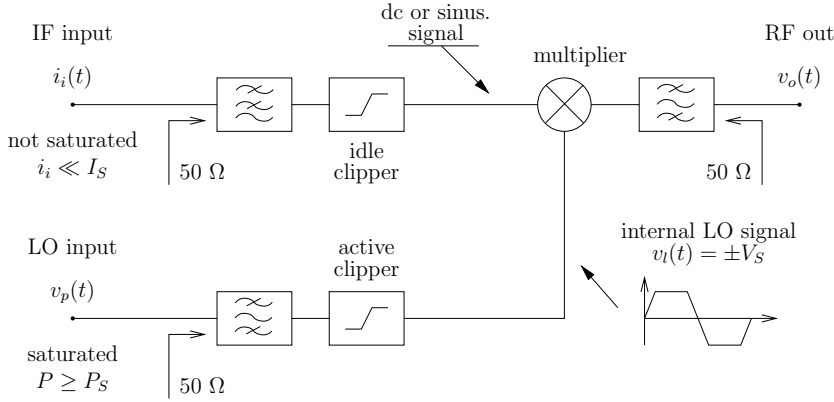 dc or sinus.
signal
IF input
RF out
multiplier
i_i(t)
v_o(t)
not saturated
i_i ≪ I_S
50 Ω
idle
clipper
50 Ω
LO input
active
clipper
internal LO signal
v_l(t) = ±V_S
v_p(t)
saturated
P ≥ P_S
50 Ω